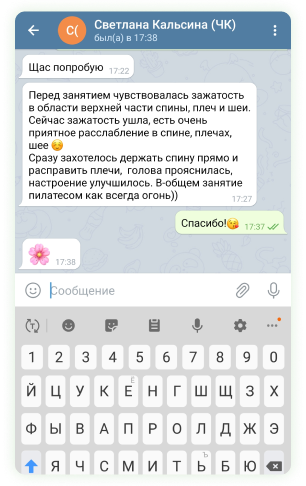 С(
Светлана Кальсина (ЧК)
был(а) в 17:38
Щас попробую
17:22
Перед занятием чувствовалась зажатость
в области верхней части спины, плеч и шеи.
Сейчас зажатость ушла, есть очень
приятное расслабление в спине, плечах,
шее 😌
Сразу захотелось держать спину прямо и
расправить плечи, голова прояснилась,
настроение улучшилось. В-общем занятие
пилатесом как всегда огонь))
17:27
Спасибо!😘 17:37
🌸 17:38
Сообщение
1 2 3 4 5 6 7 8 9 0
Й Ц У К Е Ё Н Г Ш Щ З Х
Ф Ы В А П Р О Л Д Ж Э
Я Ч С М И Т Ь Ъ Б Ю